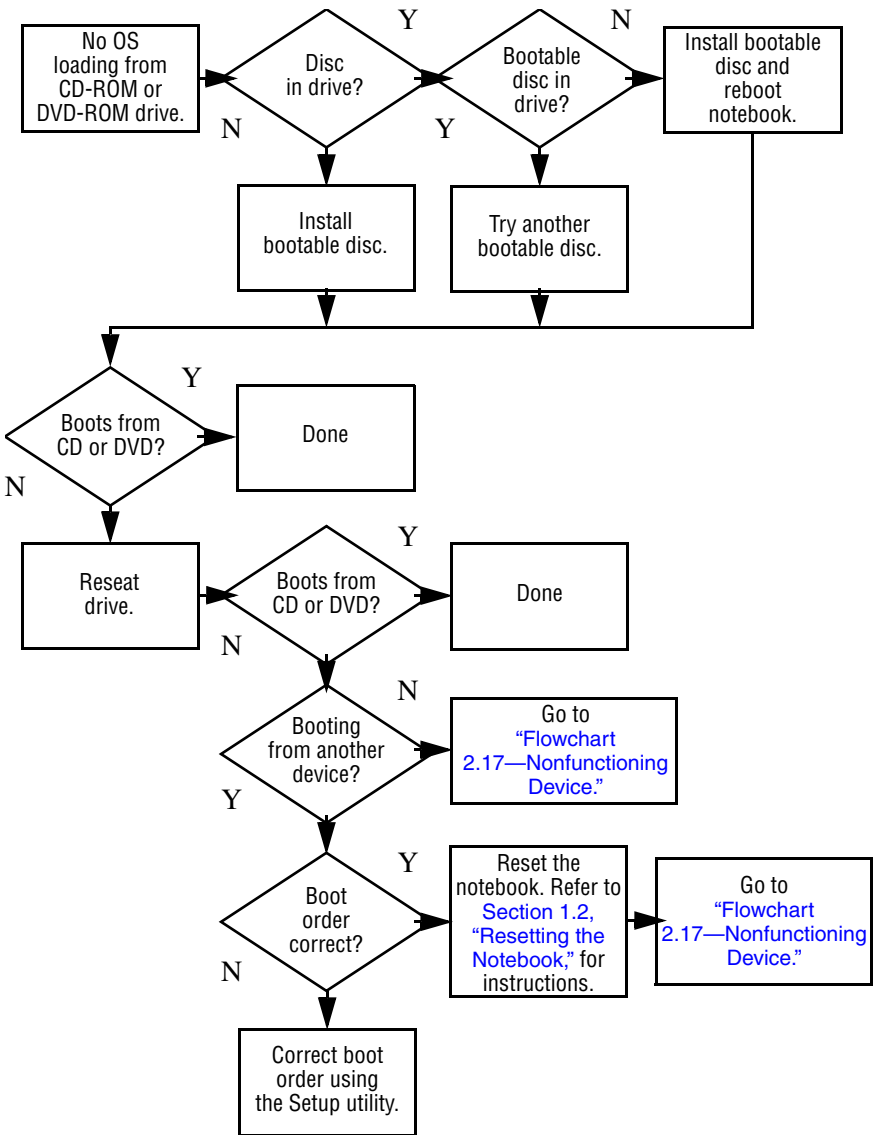 No OS
loading from
CD-ROM or
DVD-ROM drive.
Disc
in drive?
Y
N
Bootable
disc in
drive?
N
Y
Install bootable
disc and
reboot
notebook.
Install
bootable disc.
Try another
bootable disc.
Boots from
CD or DVD?
Y
N
Done
Reseat
drive.
Boots from
CD or DVD?
Y
N
Done
Booting
from another
device?
N
Y
Go to
“Flowchart
2.17—Nonfunctioning
Device.”
Boot
order
correct?
Y
N
Reset the
notebook. Refer to
Section 1.2,
“Resetting the
Notebook,” for
instructions.
Go to
“Flowchart
2.17—Nonfunctioning
Device.”
Correct boot
order using
the Setup utility.